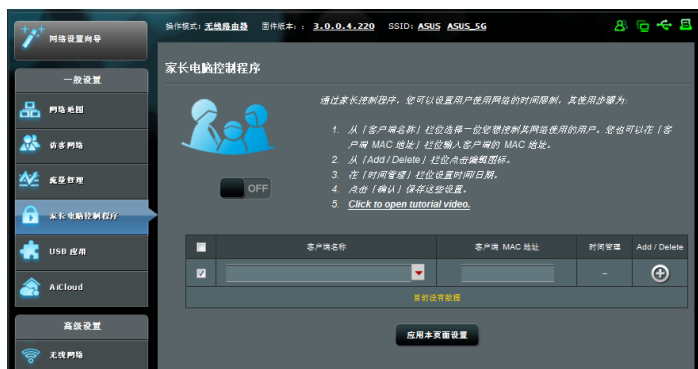 操作模式：无线路由器 固件版本：: 3.0.0.4.220 SSID: ASUS ASUS_5G
网络设置向导
一般设置
网络地图
访客网络
流量管理
家长电脑控制程序
USB 应用
AiCloud
高级设置
无线网络
家长电脑控制程序
通过家长控制程序，您可以设置用户使用网络的时间限制，其使用步骤为:
1. 从「客户端名称」栏位选择一位您想控制其网络使用的用户。您也可以在「客
户端 MAC 地址」栏位输入客户端的 MAC 地址。
2. 从「Add / Delete」栏位点击编辑图标。
3. 在「时间管理」栏位设置时间/日期。
4. 点击「确认」保存这些设置。
5. Click to open tutorial video.
OFF
客户端名称 客户端 MAC 地址 时间管理 Add / Delete
–
目前没有数据
应用本页面设置